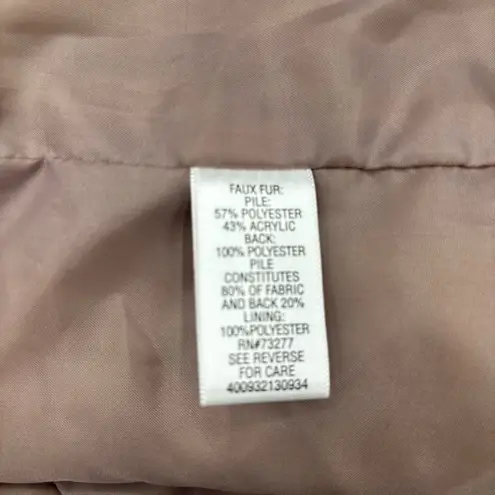 FAUX FUR:
PILE:
57% POLYESTER
43% ACRYLIC
BACK:
100% POLYESTER
PILE
CONSTITUTES
80% OF FABRIC
AND BACK 20%
LINING:
100%POLYESTER
RN#73277
SEE REVERSE
FOR CARE
400932130934